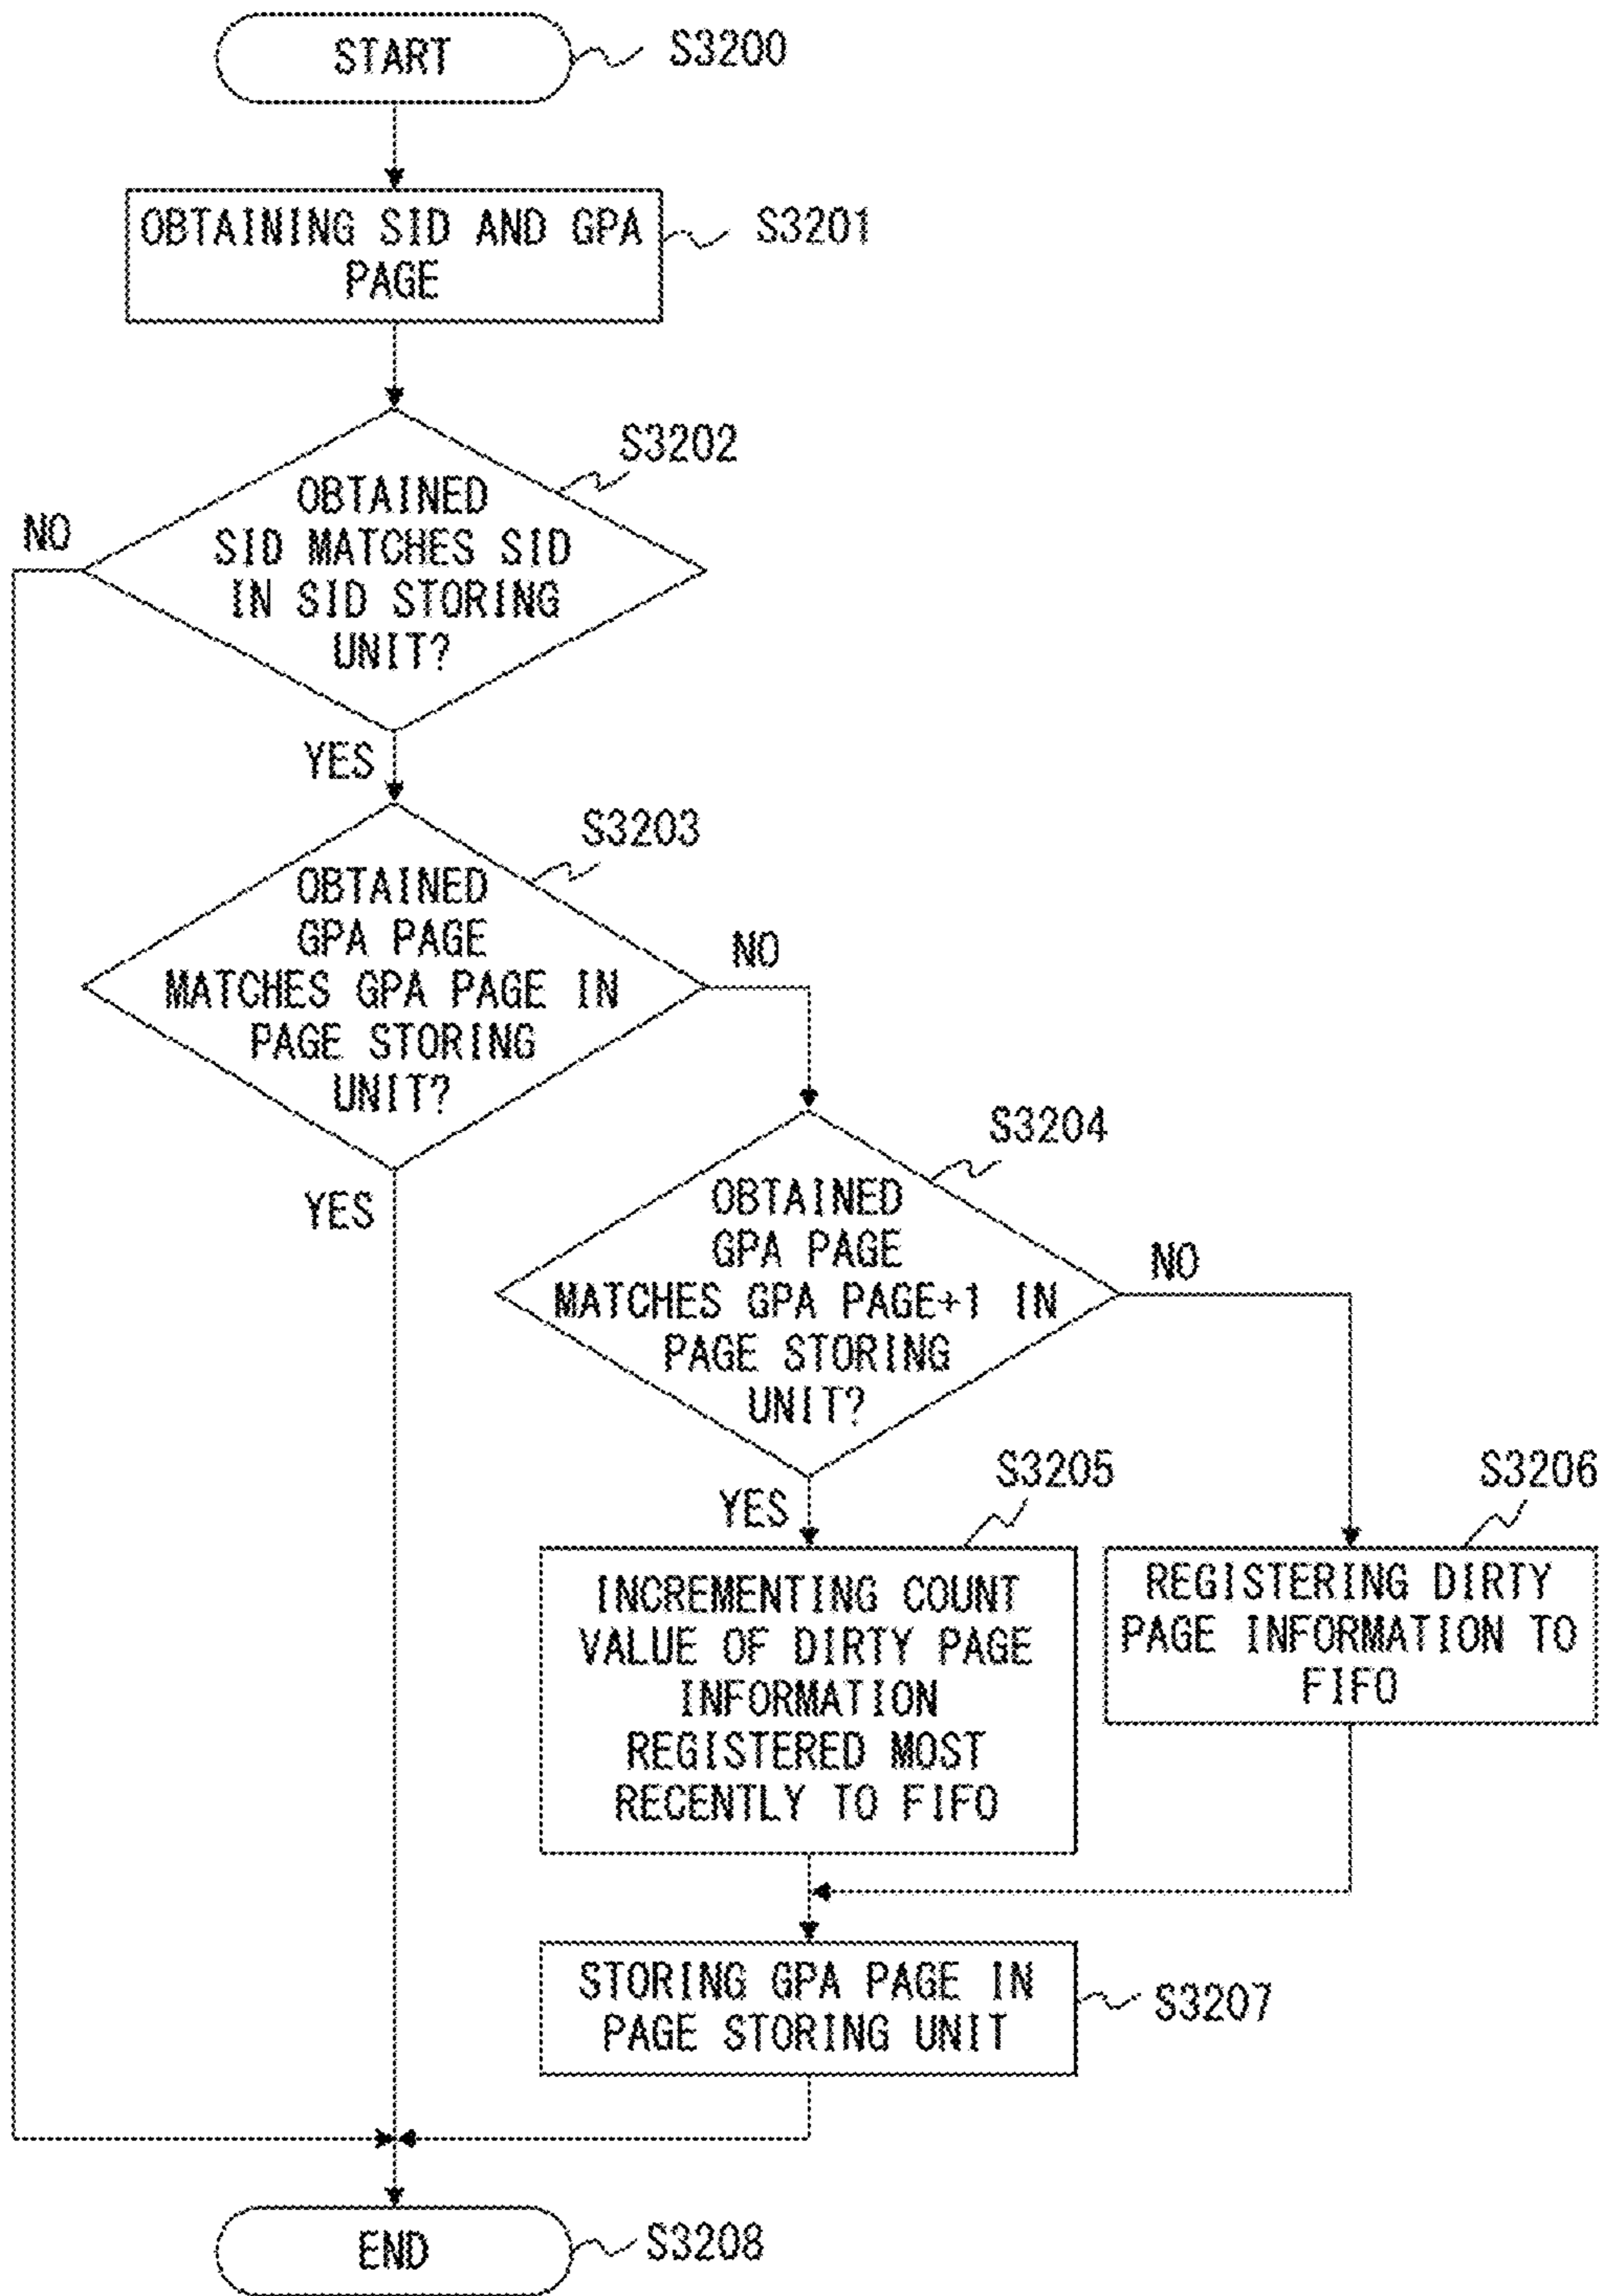 START
S3200
OBTAINING SID AND GPA
PAGE
S3201
S3202
OBTAINED
SID MATCHES SID
IN SID STORING
UNIT?
NO
YES
S3203
OBTAINED
GPA PAGE
MATCHES GPA PAGE IN
PAGE STORING
UNIT?
NO
YES
S3204
OBTAINED
GPA PAGE
MATCHES GPA PAGE+1 IN
PAGE STORING
UNIT?
NO
YES
S3205
INCREMENTING COUNT
VALUE OF DIRTY PAGE
INFORMATION
REGISTERED MOST
RECENTLY TO FIFO
S3206
REGISTERING DIRTY
PAGE INFORMATION TO
FIFO
STORING GPA PAGE IN
PAGE STORING UNIT
S3207
END
S3208